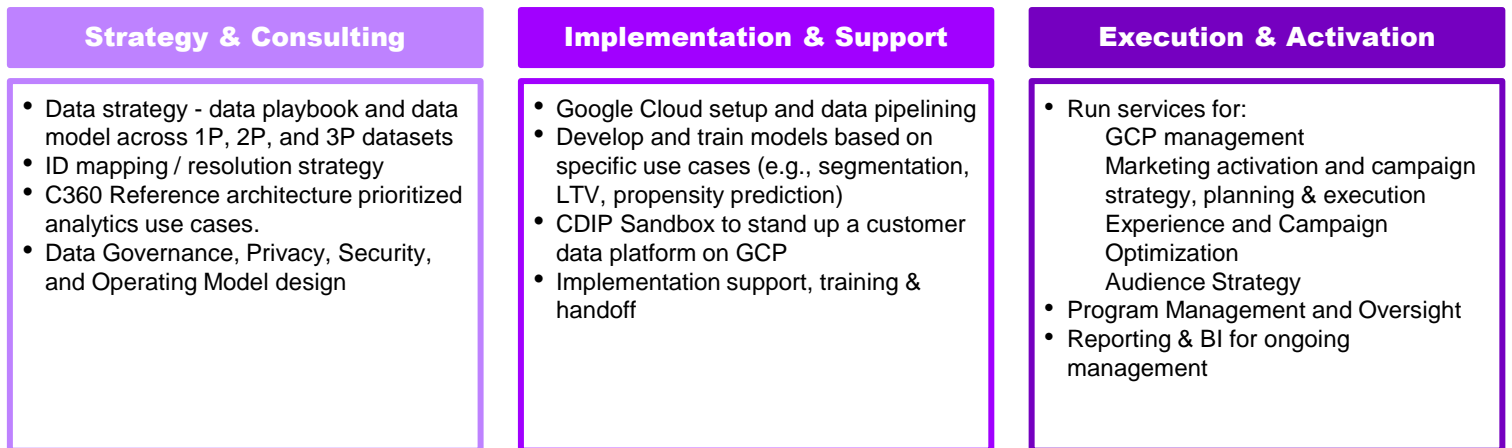 Strategy & Consulting
• Data strategy - data playbook and data
model across 1P, 2P, and 3P datasets
• ID mapping / resolution strategy
• C360 Reference architecture prioritized
analytics use cases.
• Data Governance, Privacy, Security,
and Operating Model design
Implementation & Support
• Google Cloud setup and data pipelining
• Develop and train models based on
specific use cases (e.g., segmentation,
LTV, propensity prediction)
• CDIP Sandbox to stand up a customer
data platform on GCP
• Implementation support, training &
handoff
Execution & Activation
• Run services for:
GCP management
Marketing activation and campaign
strategy, planning & execution
Experience and Campaign
Optimization
Audience Strategy
• Program Management and Oversight
• Reporting & BI for ongoing
management